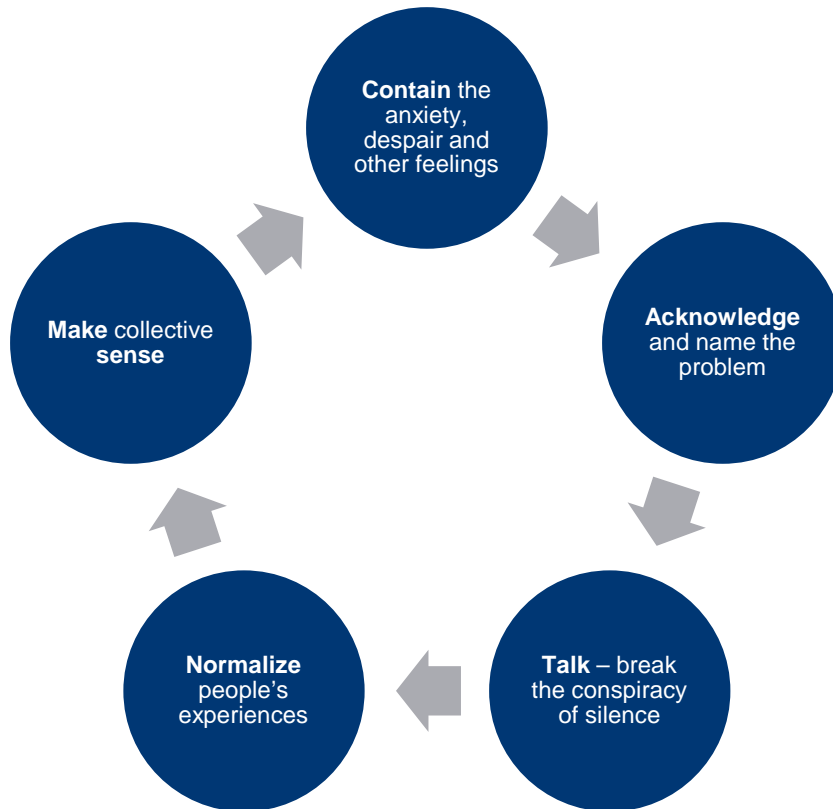 Contain the
anxiety,
despair and
other feelings
Acknowledge
and name the
problem
Talk – break
the conspiracy
of silence
Normalize
people’s
experiences
Make collective
sense